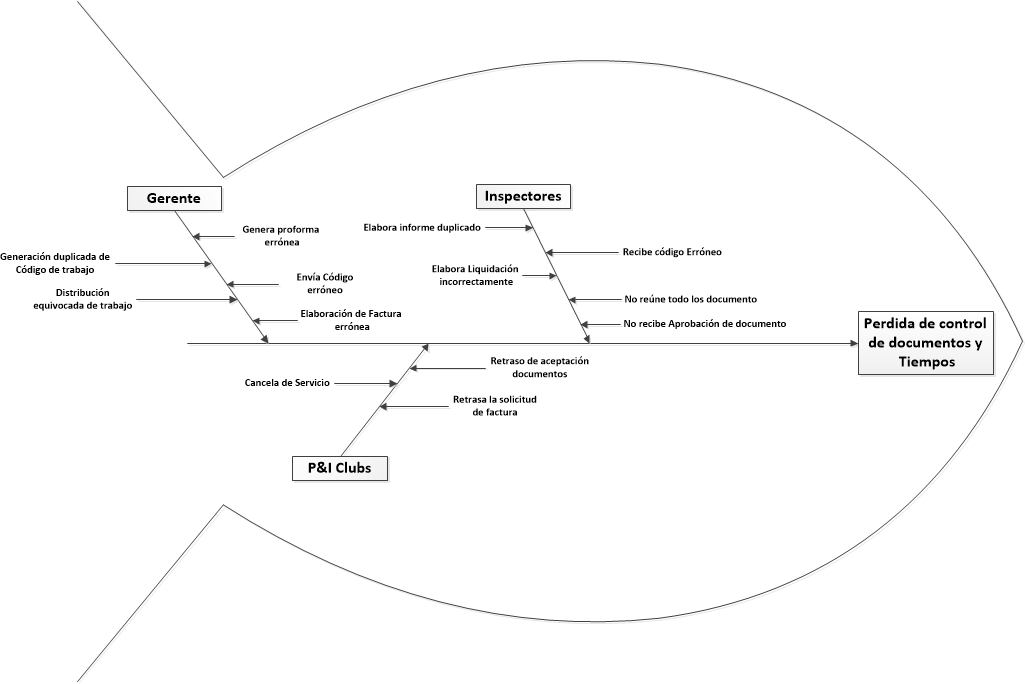 Gerente
Genera proforma
errónea
Generación duplicada de
Código de trabajo
Envía Código
erróneo
Distribución
equivocada de trabajo
Elaboración de Factura
errónea
Inspectores
Elabora informe duplicado
Recibe código Erróneo
Elabora Liquidación
incorrectamente
No reúne todo los documento
No recibe Aprobación de documento
Perdida de control
de documentos y
Tiempos
Retraso de aceptación
documentos
Cancela de Servicio
Retrasa la solicitud
de factura
P&I Clubs